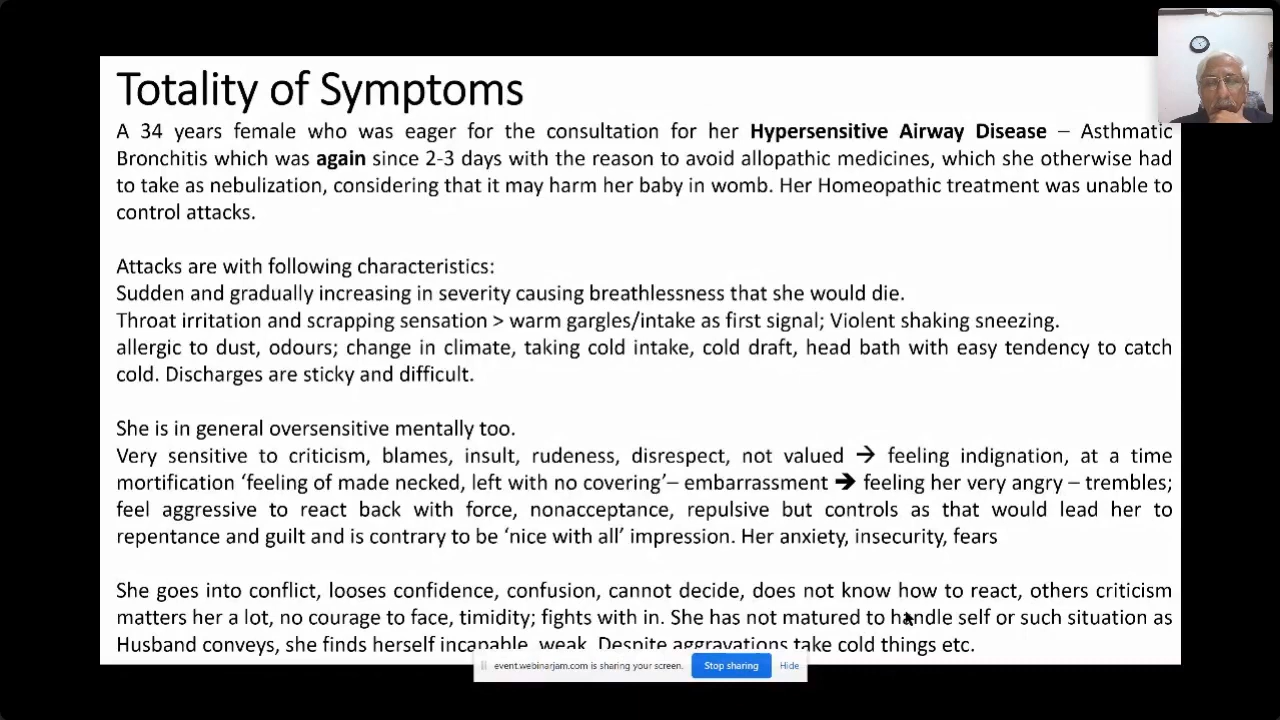 Totality of Symptoms
A 34 years female who was eager for the consultation for her Hypersensitive Airway Disease – Asthmatic
Bronchitis which was again since 2-3 days with the reason to avoid allopathic medicines, which she otherwise had
to take as nebulization, considering that it may harm her baby in womb. Her Homeopathic treatment was unable to
control attacks.
Attacks are with following characteristics:
Sudden and gradually increasing in severity causing breathlessness that she would die.
Throat irritation and scrapping sensation > warm gargles/intake as first signal; Violent shaking sneezing.
allergic to dust, odours; change in climate, taking cold intake, cold draft, head bath with easy tendency to catch
cold. Discharges are sticky and difficult.
She is in general oversensitive mentally too.
Very sensitive to criticism, blames, insult, rudeness, disrespect, not valued → feeling indignation, at a time
mortification ‘feeling of made necked, left with no covering’– embarrassment → feeling her very angry – trembles;
feel aggressive to react back with force, nonacceptance, repulsive but controls as that would lead her to
repentance and guilt and is contrary to be ‘nice with all’ impression. Her anxiety, insecurity, fears
She goes into conflict, looses confidence, confusion, cannot decide, does not know how to react, others criticism
matters her a lot, no courage to face, timidity; fights with in. She has not matured to handle self or such situation as
Husband conveys, she finds herself incapable, weak. Despite aggravations take cold things etc.
event.webinarjam.com is sharing your screen. Stop sharing Hide